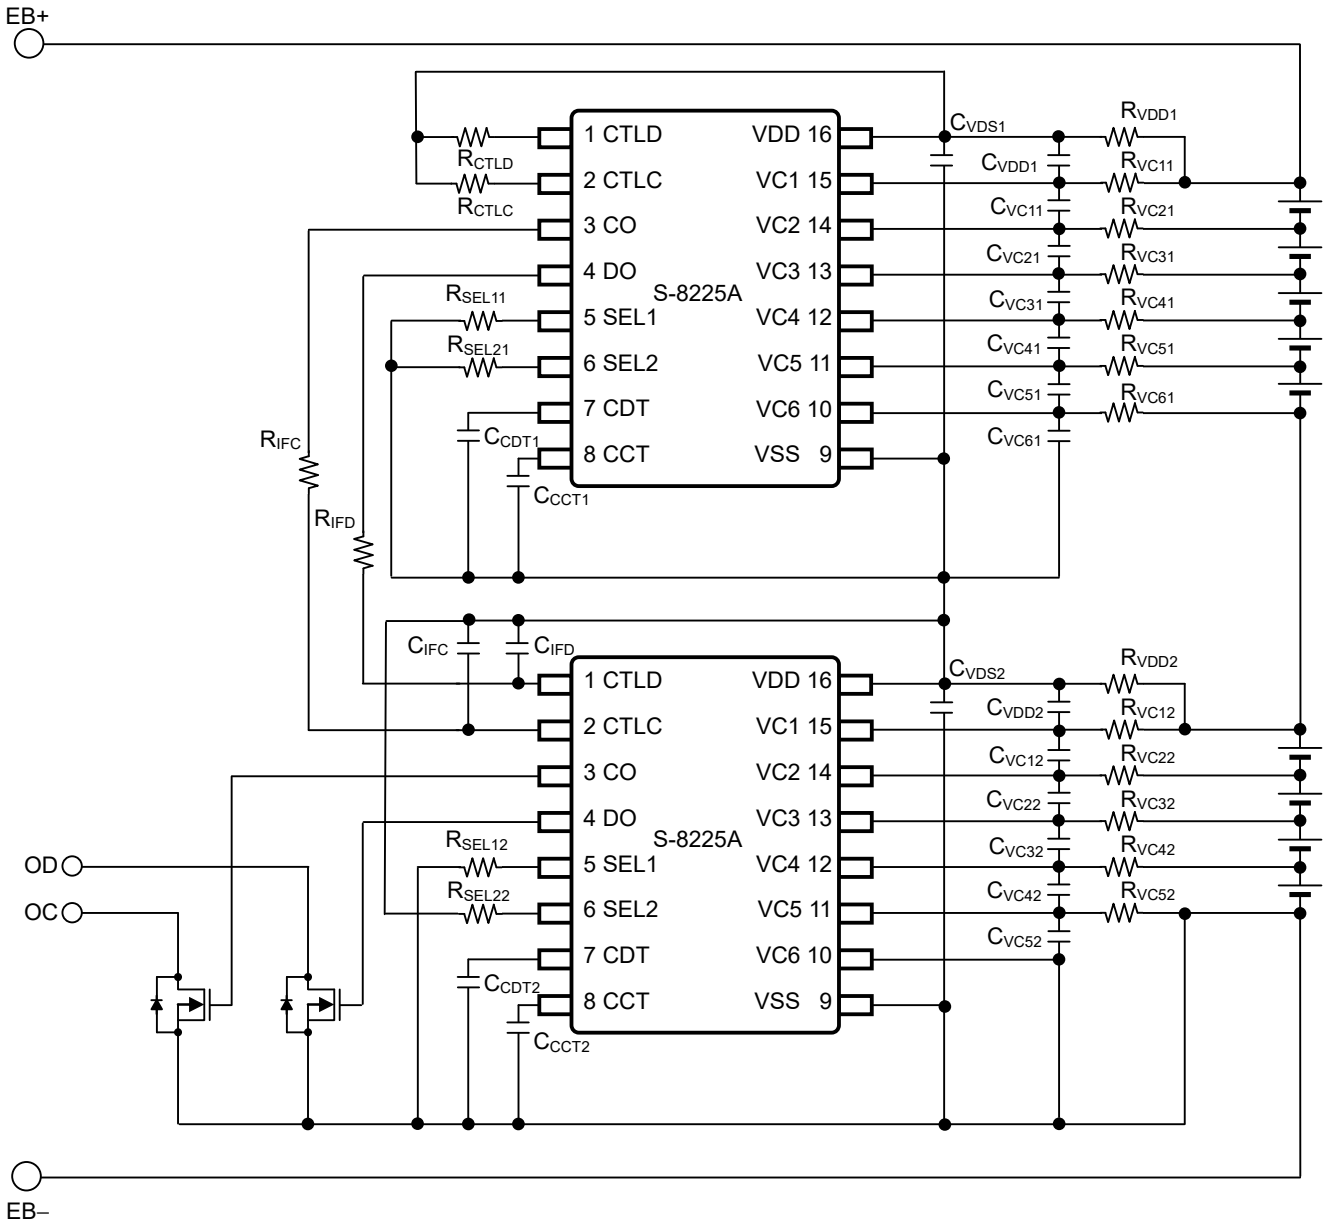 EB+
1 CTLD
2 CTLC
3 CO
4 DO
5 SEL1
6 SEL2
7 CDT
8 CCT
S-8225A
VDD 16
VC1 15
VC2 14
VC3 13
VC4 12
VC5 11
VC6 10
VSS 9
RCTLD
RCTLC
RSEL11
RSEL21
CCDT1
CCCT1
RIFC
RIFD
CVDS1
CVDD1
CVC11
CVC21
CVC31
CVC41
CVC51
CVC61
RVDD1
RVC11
RVC21
RVC31
RVC41
RVC51
RVC61
CIFC
CIFD
1 CTLD
2 CTLC
3 CO
4 DO
5 SEL1
6 SEL2
7 CDT
8 CCT
S-8225A
VDD 16
VC1 15
VC2 14
VC3 13
VC4 12
VC5 11
VC6 10
VSS 9
RSEL12
RSEL22
CCDT2
CCCT2
CVDS2
CVDD2
CVC12
CVC22
CVC32
CVC42
CVC52
RVDD2
RVC12
RVC22
RVC32
RVC42
RVC52
OD
OC
EB−